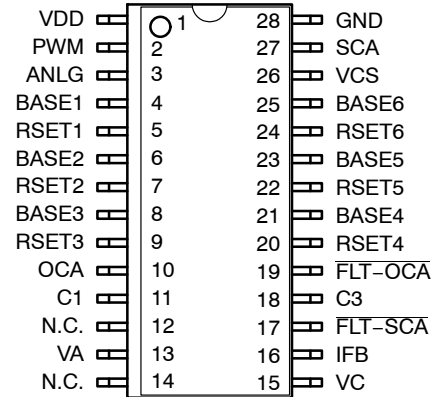 VDD 1 28 GND
PWM 2 27 SCA
ANLG 3 26 VCS
BASE1 4 25 BASE6
RSET1 5 24 RSET6
BASE2 6 23 BASE5
RSET2 7 22 RSET5
BASE3 8 21 BASE4
RSET3 9 20 RSET4
OCA 10 19 FLT−OCA
C1 11 18 C3
N.C. 12 17 FLT−SCA
VA 13 16 IFB
N.C. 14 15 VC